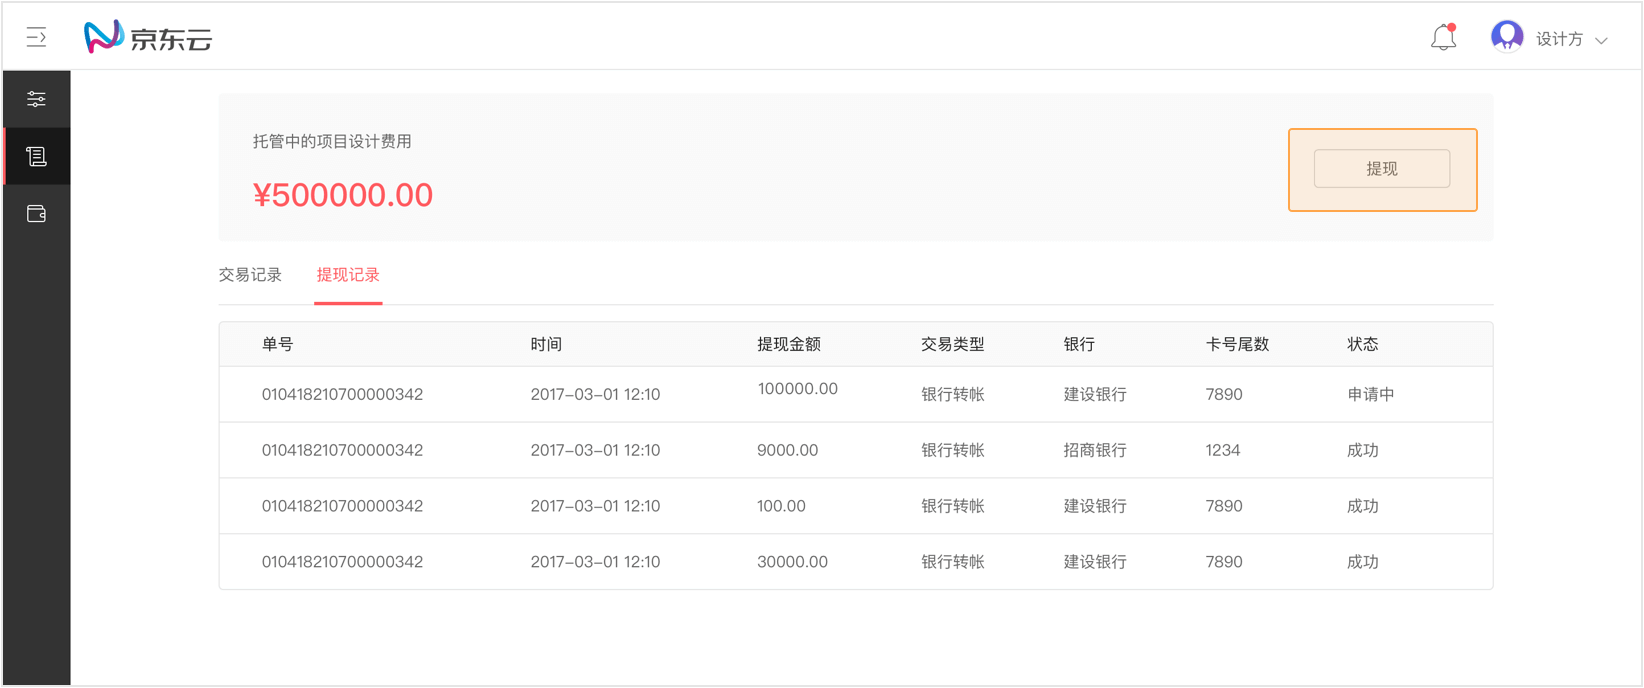 京东云
设计方
托管中的项目设计费用
提现
¥500000.00
交易记录 提现记录
单号 时间 提现金额 交易类型 银行 卡号尾数 状态
010418210700000342 2017-03-01 12:10 100000.00 银行转帐 建设银行 7890 申请中
010418210700000342 2017-03-01 12:10 9000.00 银行转帐 招商银行 1234 成功
010418210700000342 2017-03-01 12:10 100.00 银行转帐 建设银行 7890 成功
010418210700000342 2017-03-01 12:10 30000.00 银行转帐 建设银行 7890 成功